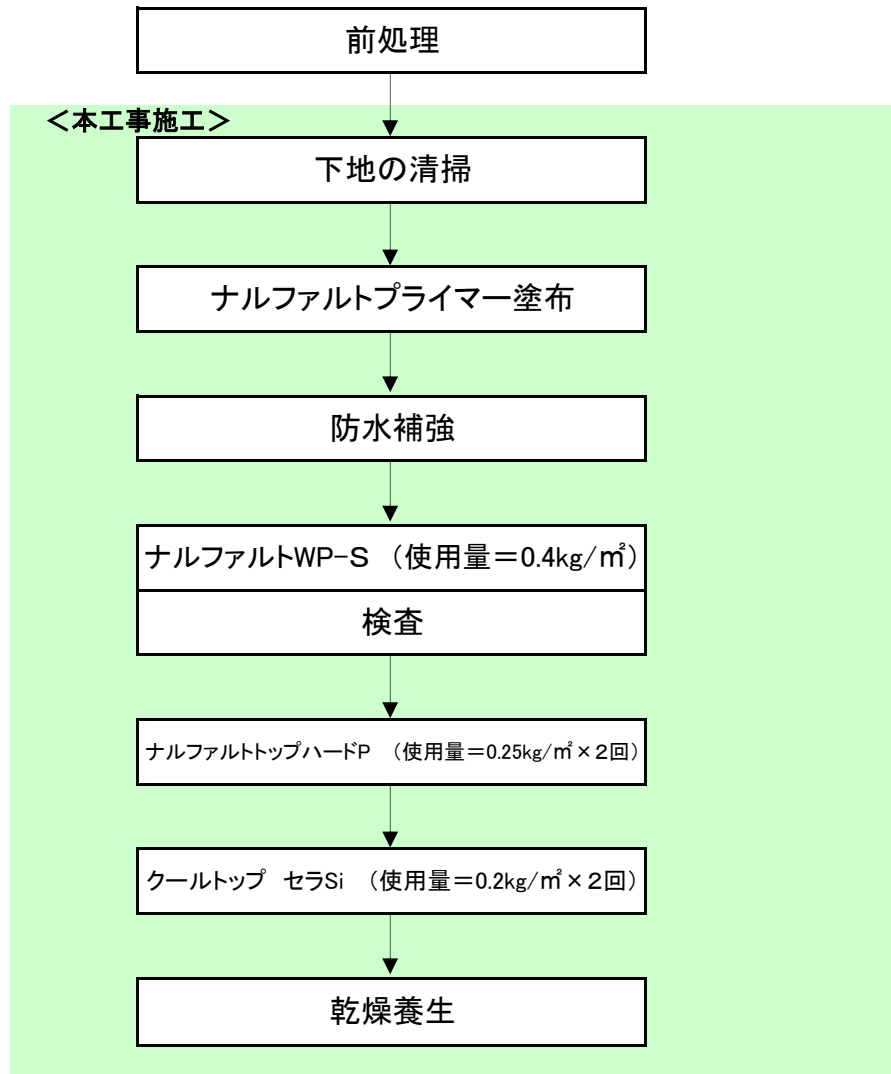 前処理
＜本工事施工＞
下地の清掃
ナルファルトプライマー塗布
防水補強
ナルファルトWP-S （使用量＝0.4kg/㎡）
検査
ナルファルトトップハードP （使用量＝0.25kg/㎡×２回）
クールトップ　セラSi （使用量＝0.2kg/㎡×２回）
乾燥養生